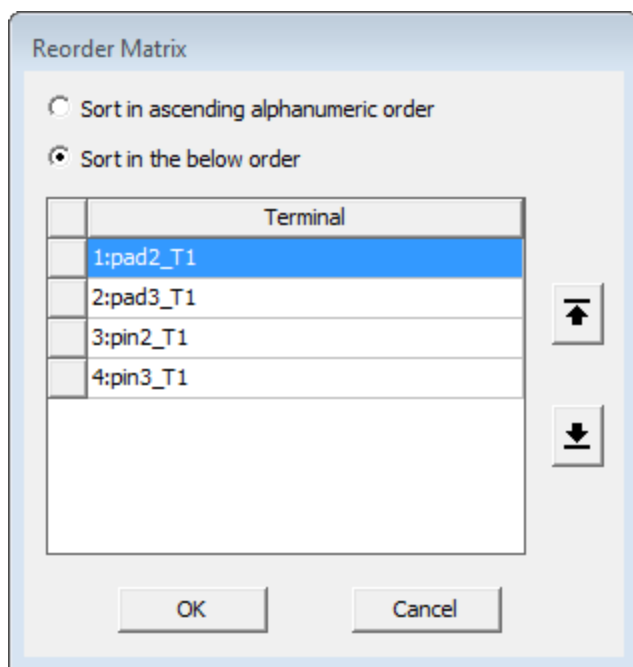 Reorder Matrix
Sort in ascending alphanumeric order
Sort in the below order
Terminal
1:pad2_T1
2:pad3_T1
3:pin2_T1
4:pin3_T1
OK
Cancel